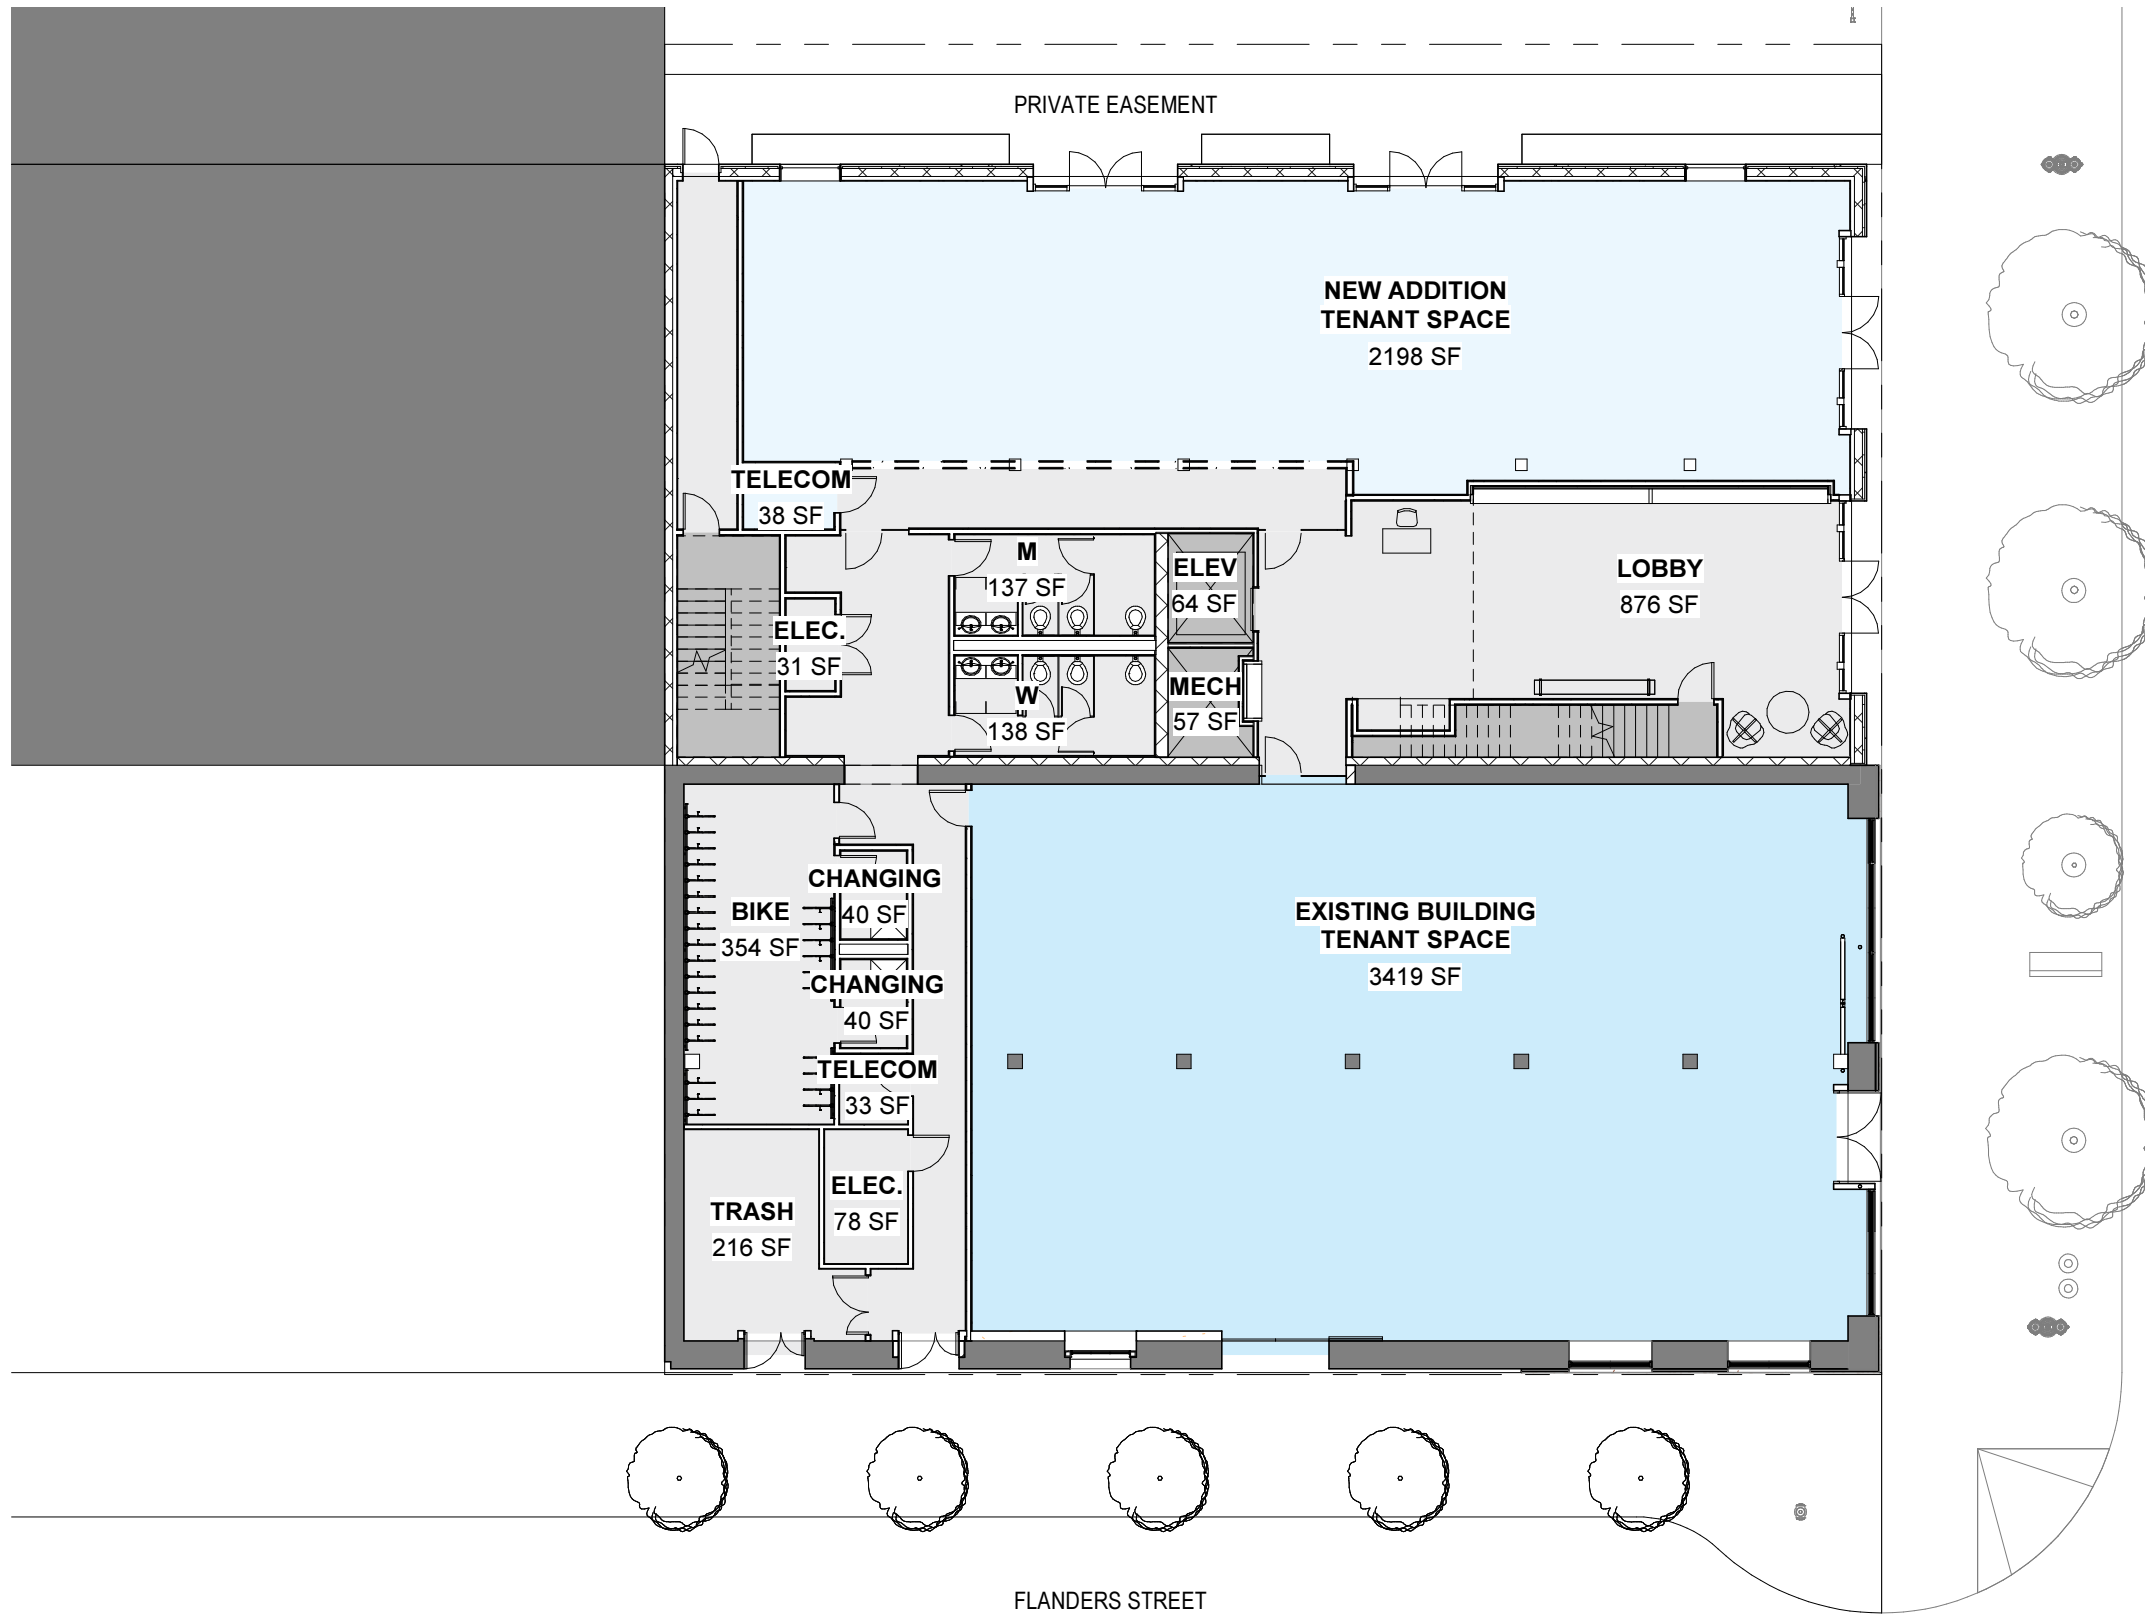 PRIVATE EASEMENT
NEW ADDITION
TENANT SPACE
2198 SF
TELECOM
38 SF
M
137 SF
ELEV
64 SF
LOBBY
876 SF
ELEC.
31 SF
W
138 SF
MECH
57 SF
CHANGING
40 SF
BIKE
354 SF
EXISTING BUILDING
TENANT SPACE
3419 SF
CHANGING
40 SF
TELECOM
33 SF
ELEC.
78 SF
TRASH
216 SF
FLANDERS STREET